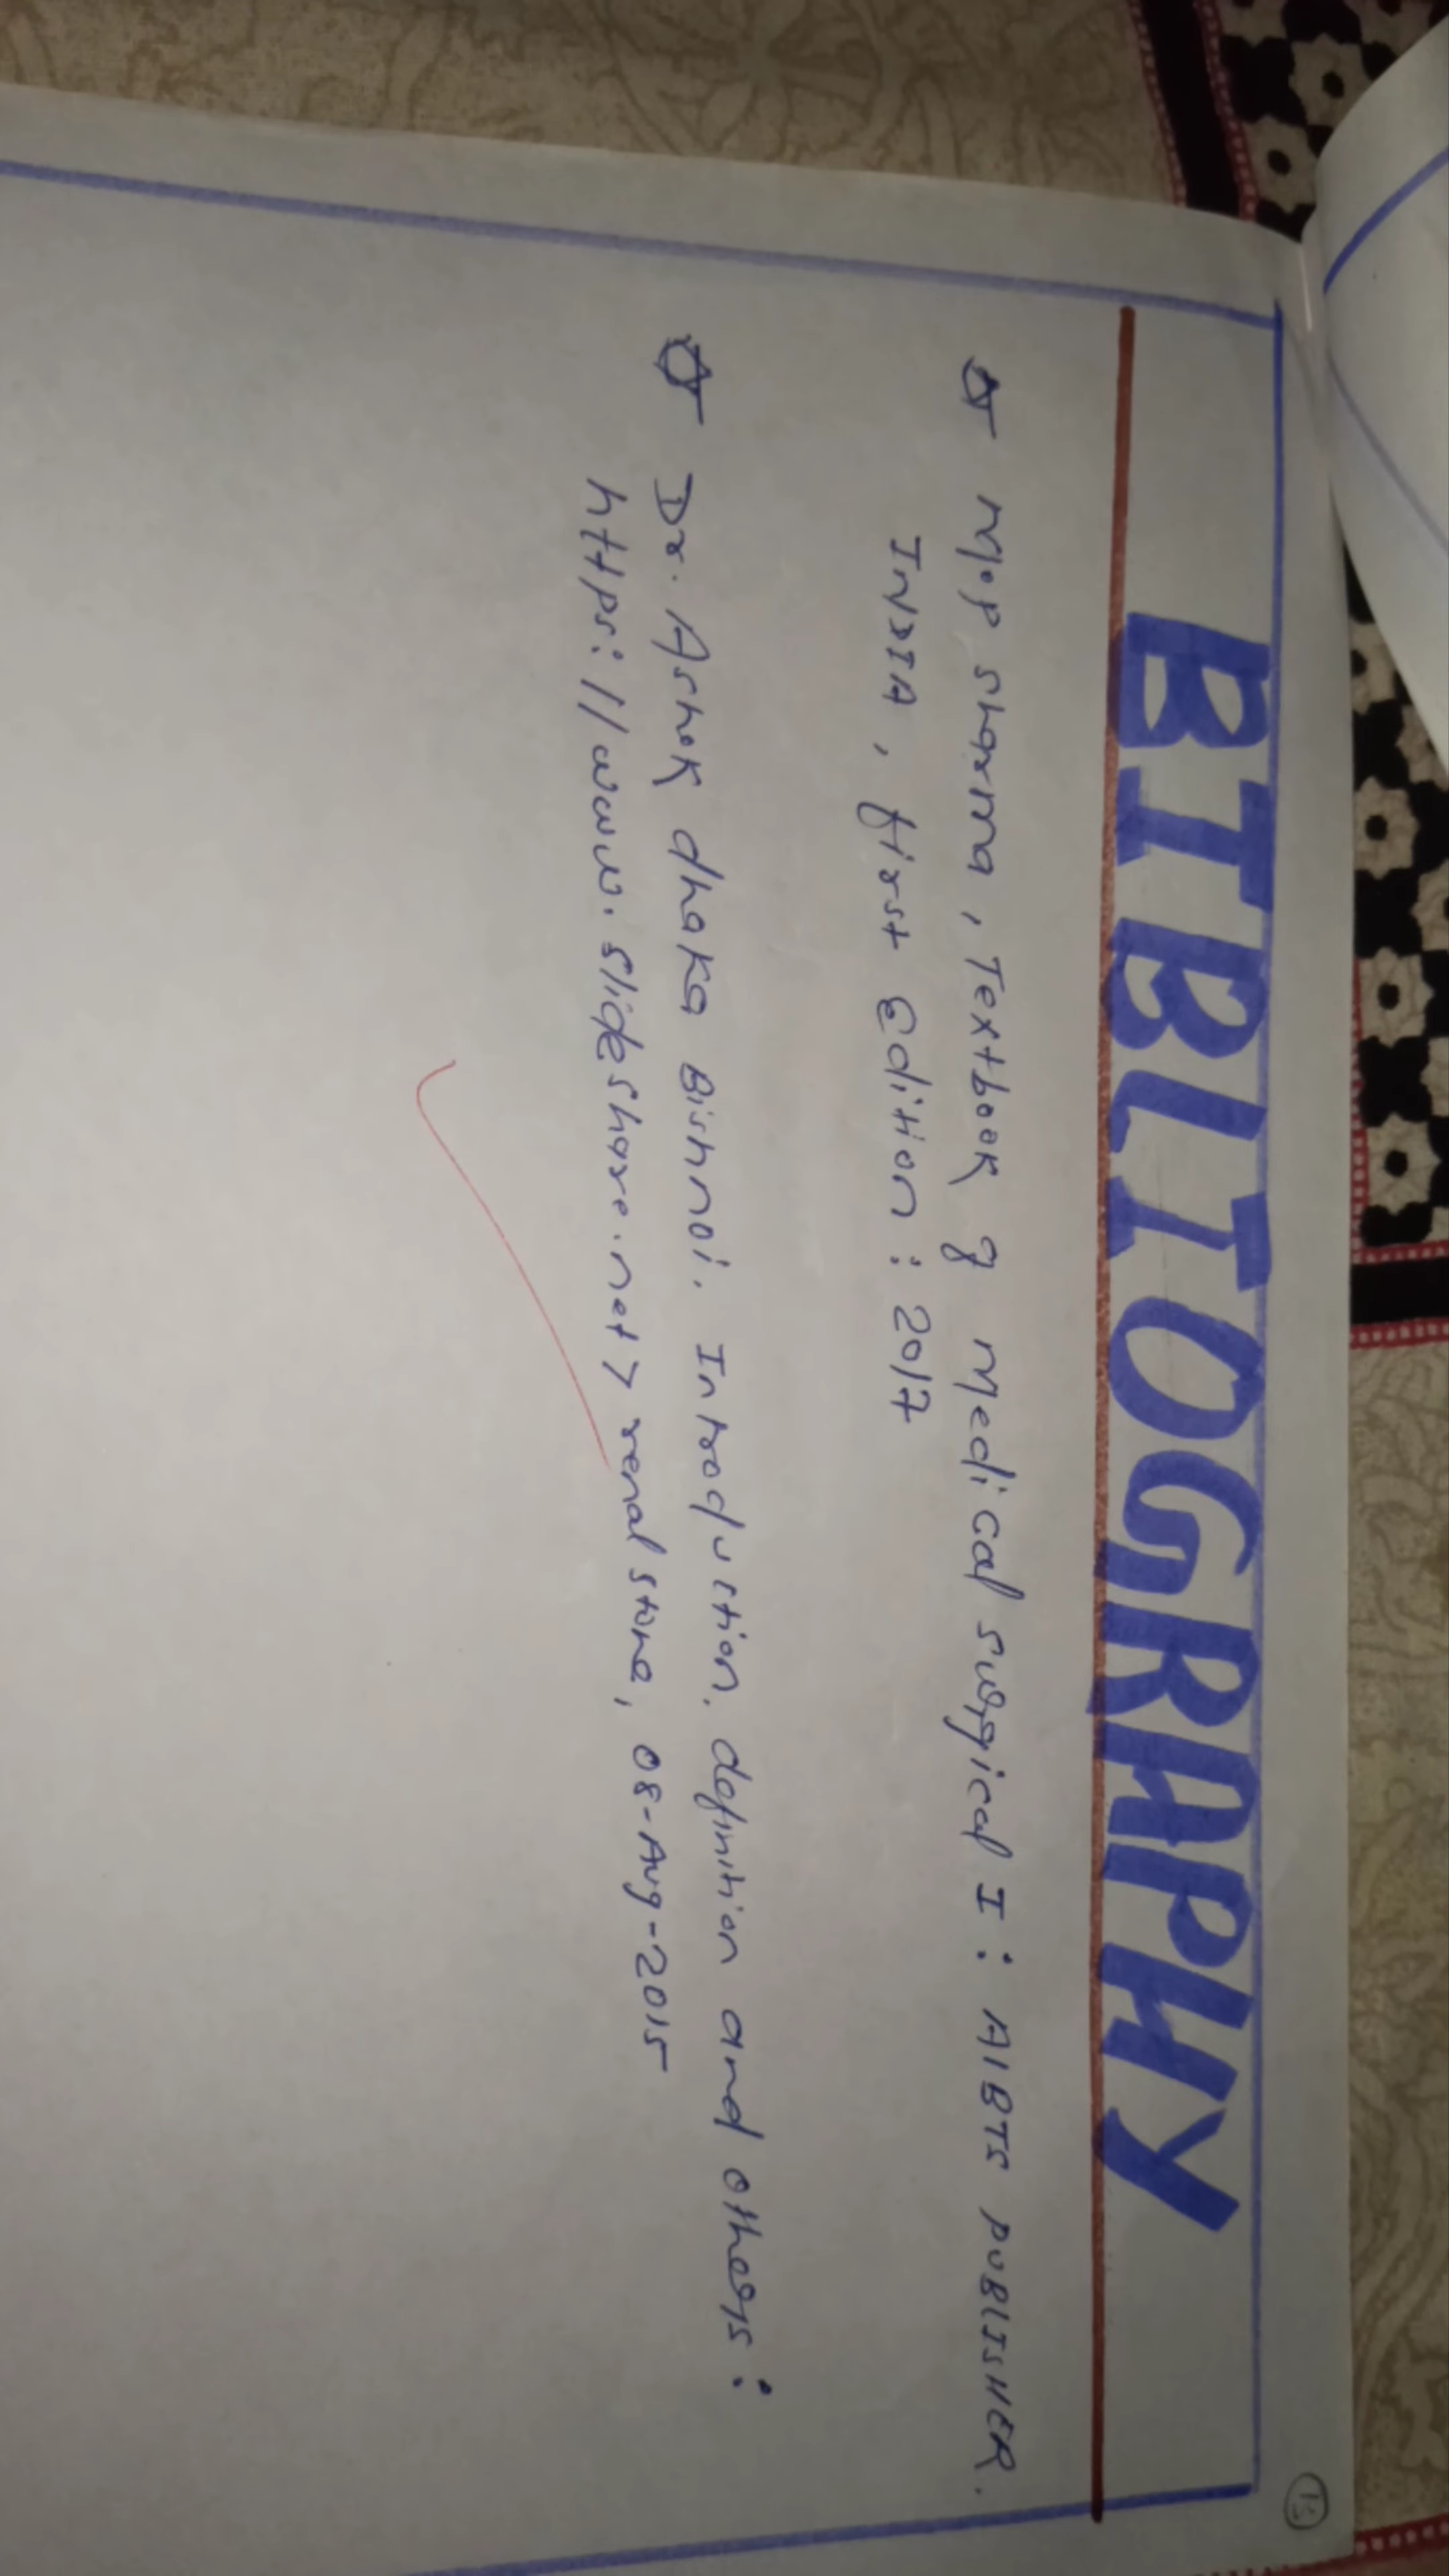 13
BIBLIOGRAPHY
☆ M.P sharma, Textbook of medical surgical I: AIBTS PUBLISHER.
INDIA, first Edition: 2017
☆ Dr. Ashok dhaka Bishnoi. Introduction. definition and others:
https://www.slideshare.net> renal stone, 08-Aug-2015